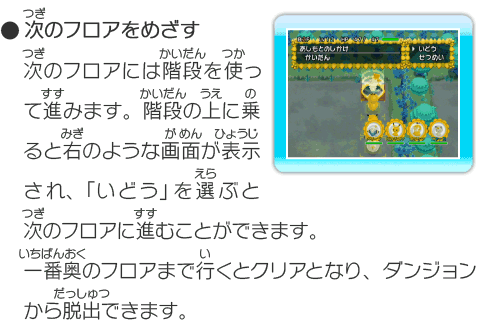 ● 次のフロアをめざす
次のフロアには階段を使っ
て進みます。階段の上に乗
ると右のような画面が表示
され、「いどう」を選ぶと
次のフロアに進むことができます。
一番奥のフロアまで行くとクリアとなり、ダンジョン
から脱出できます。
あしもとのしかけ
かいだん
いどう
せつめい